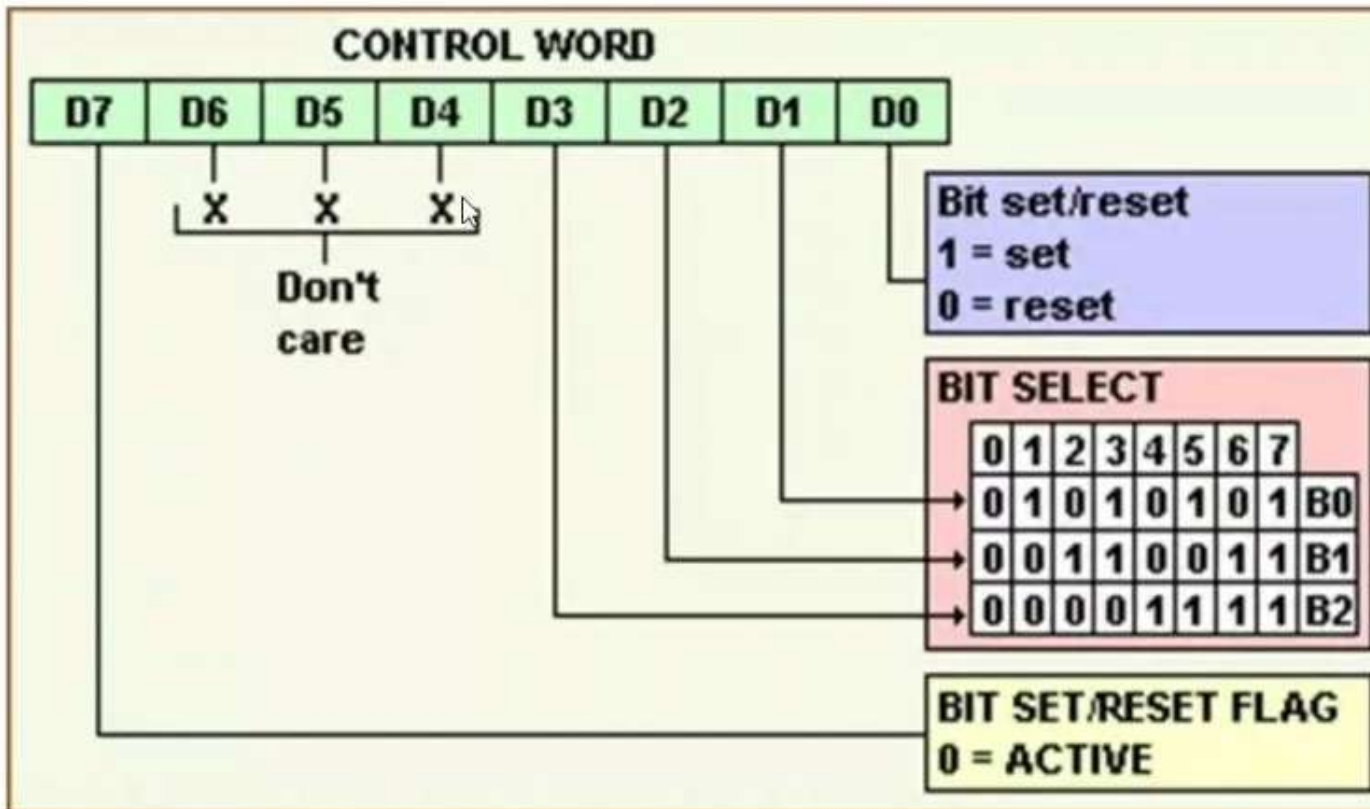 CONTROL WORD
D7 D6 D5 D4 D3 D2 D1 D0
X X X
Don't
care
Bit set/reset
1 = set
0 = reset
BIT SELECT
0 1 2 3 4 5 6 7
0 1 0 1 0 1 0 1 B0
0 0 1 1 0 0 1 1 B1
0 0 0 0 1 1 1 1 B2
BIT SET/RESET FLAG
0 = ACTIVE